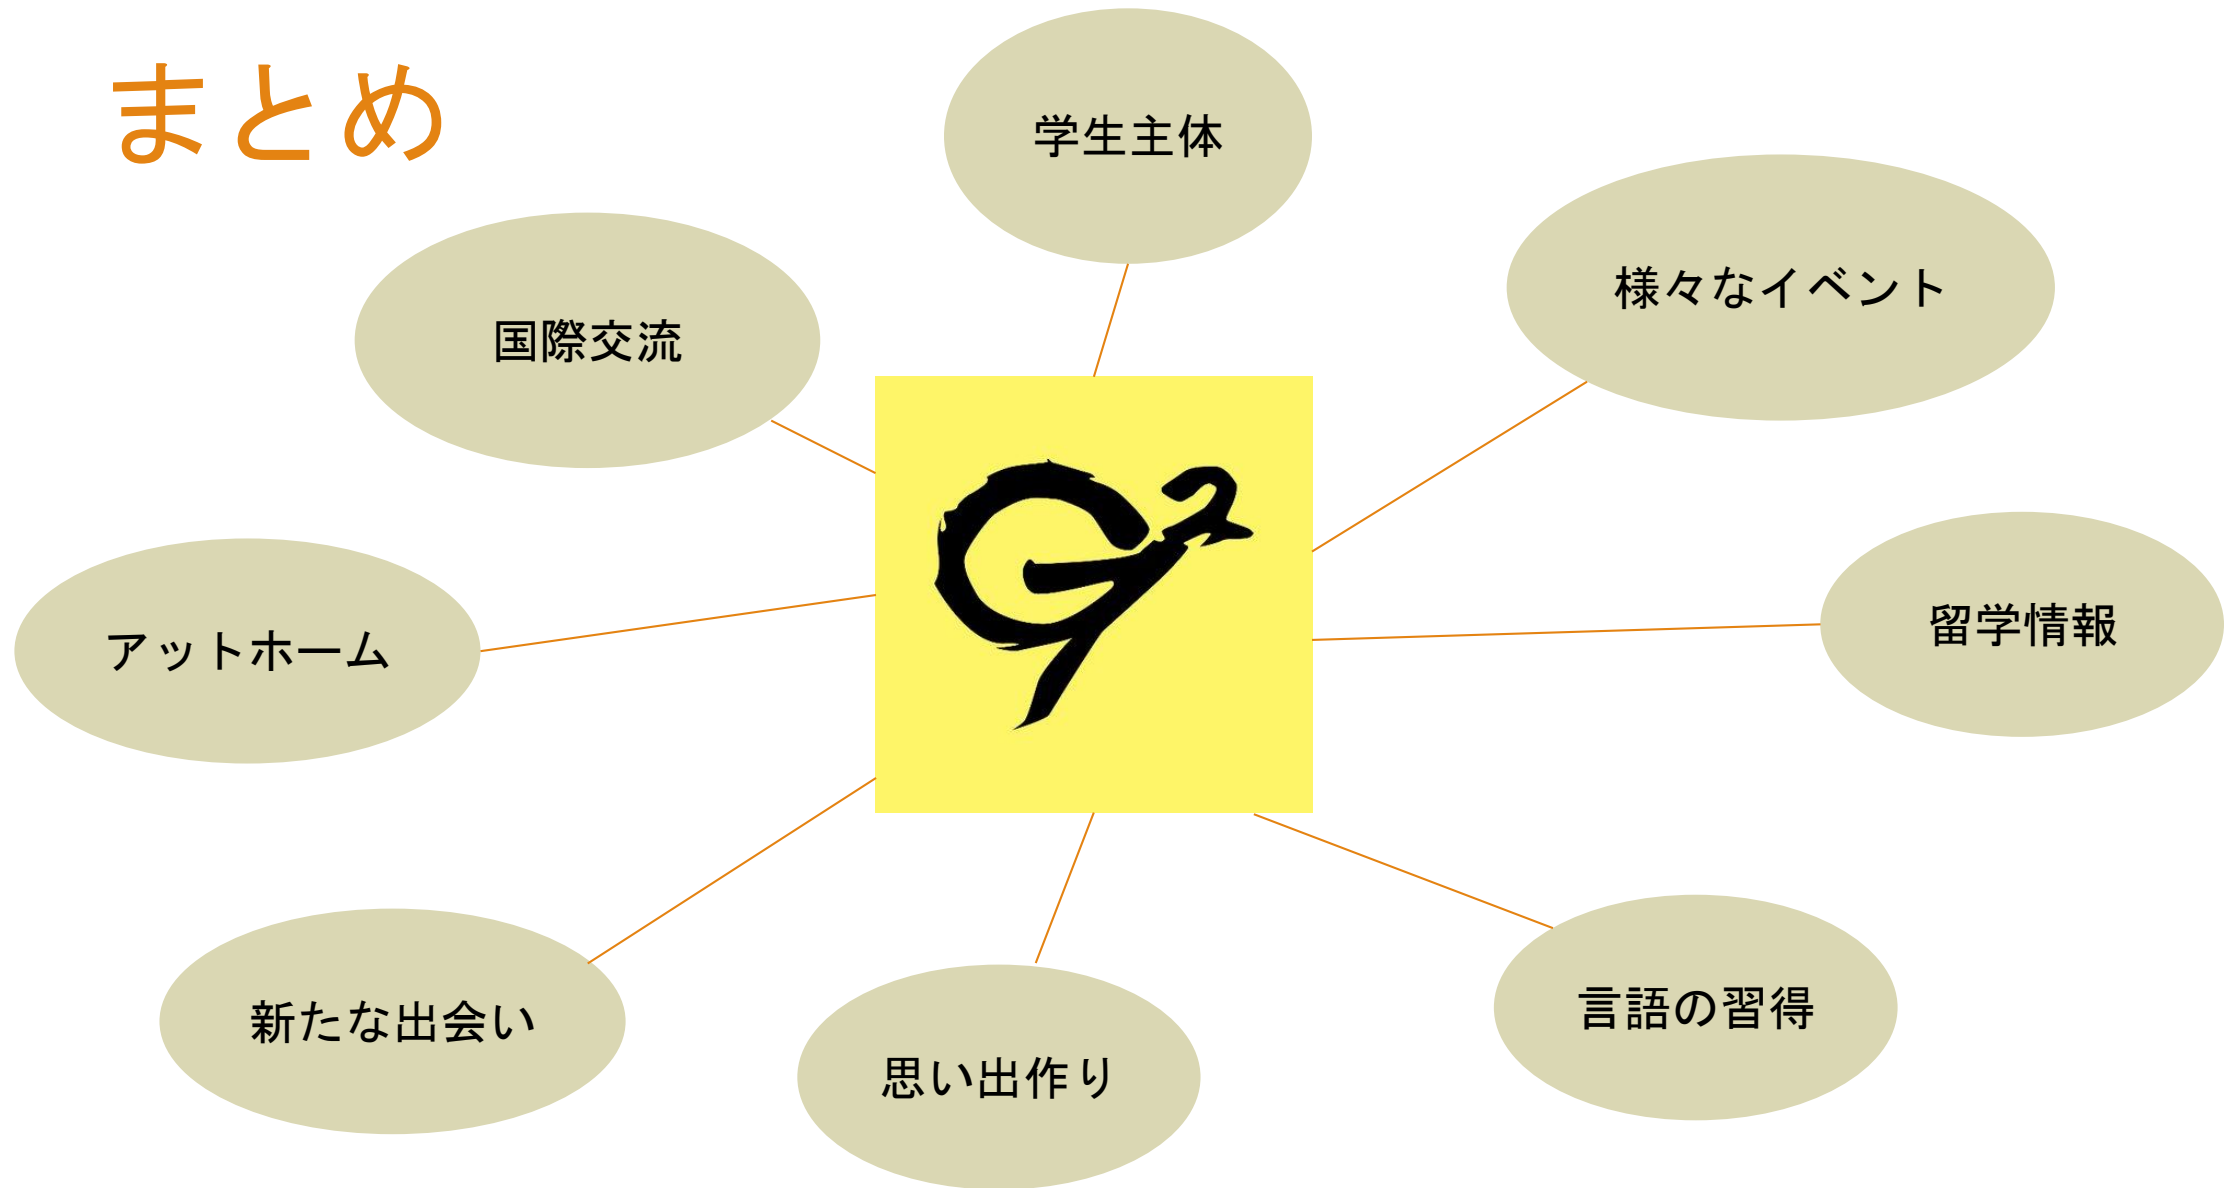 まとめ
学生主体
様々なイベント
国際交流
G2
留学情報
アットホーム
言語の習得
新たな出会い
思い出作り